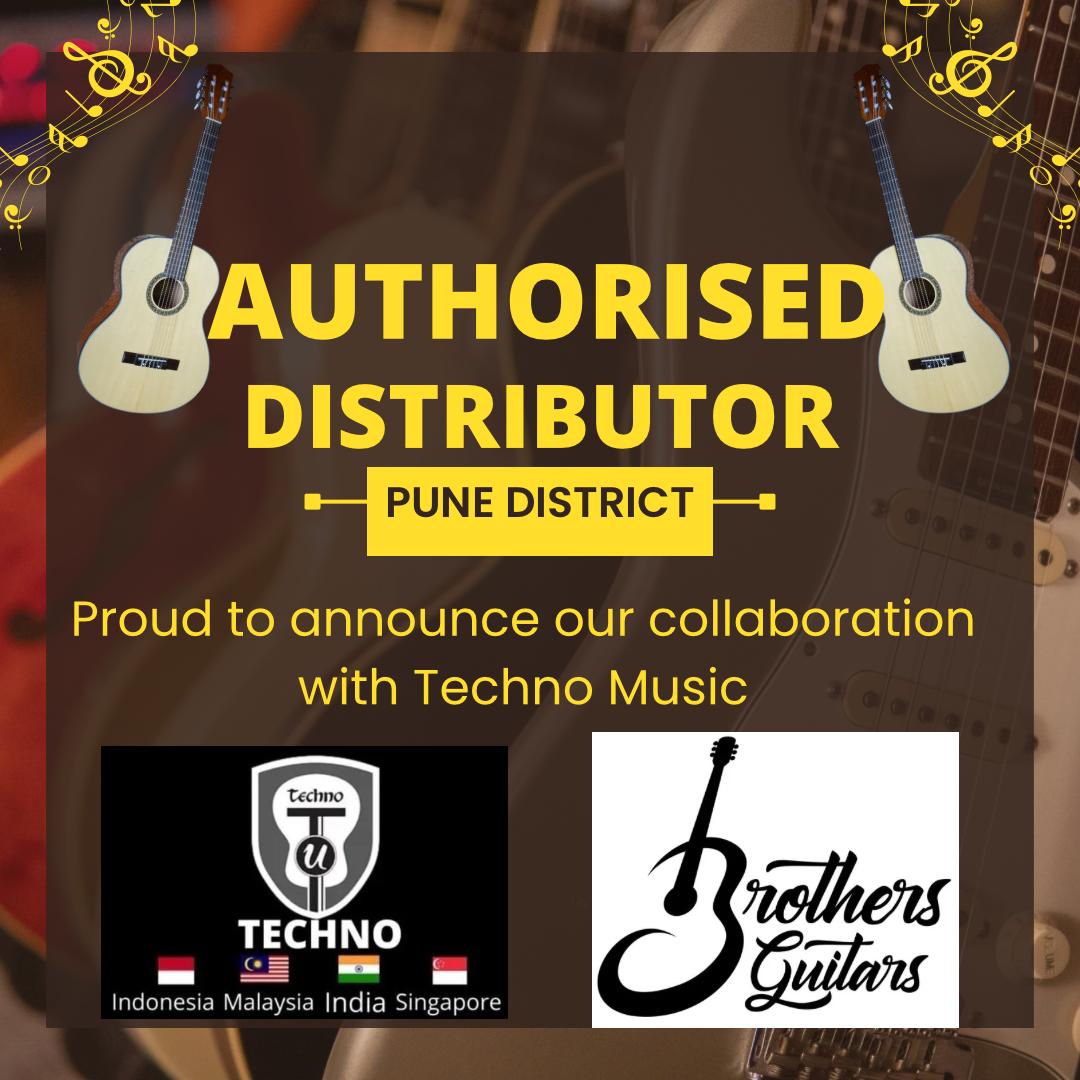 AUTHORISED
DISTRIBUTOR
PUNE DISTRICT
Proud to announce our collaboration
with Techno Music
Techno
T
u
TECHNO
Indonesia Malaysia India Singapore
Brothers
Guitars